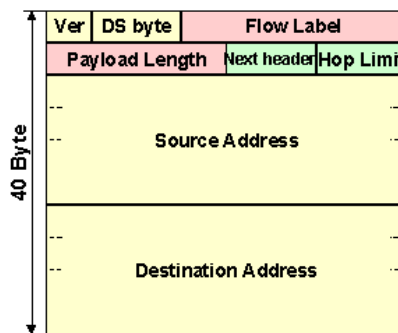 Ver DS byte Flow Label
Payload Length Next header Hop Limi
Source Address
Destination Address
40 Byte